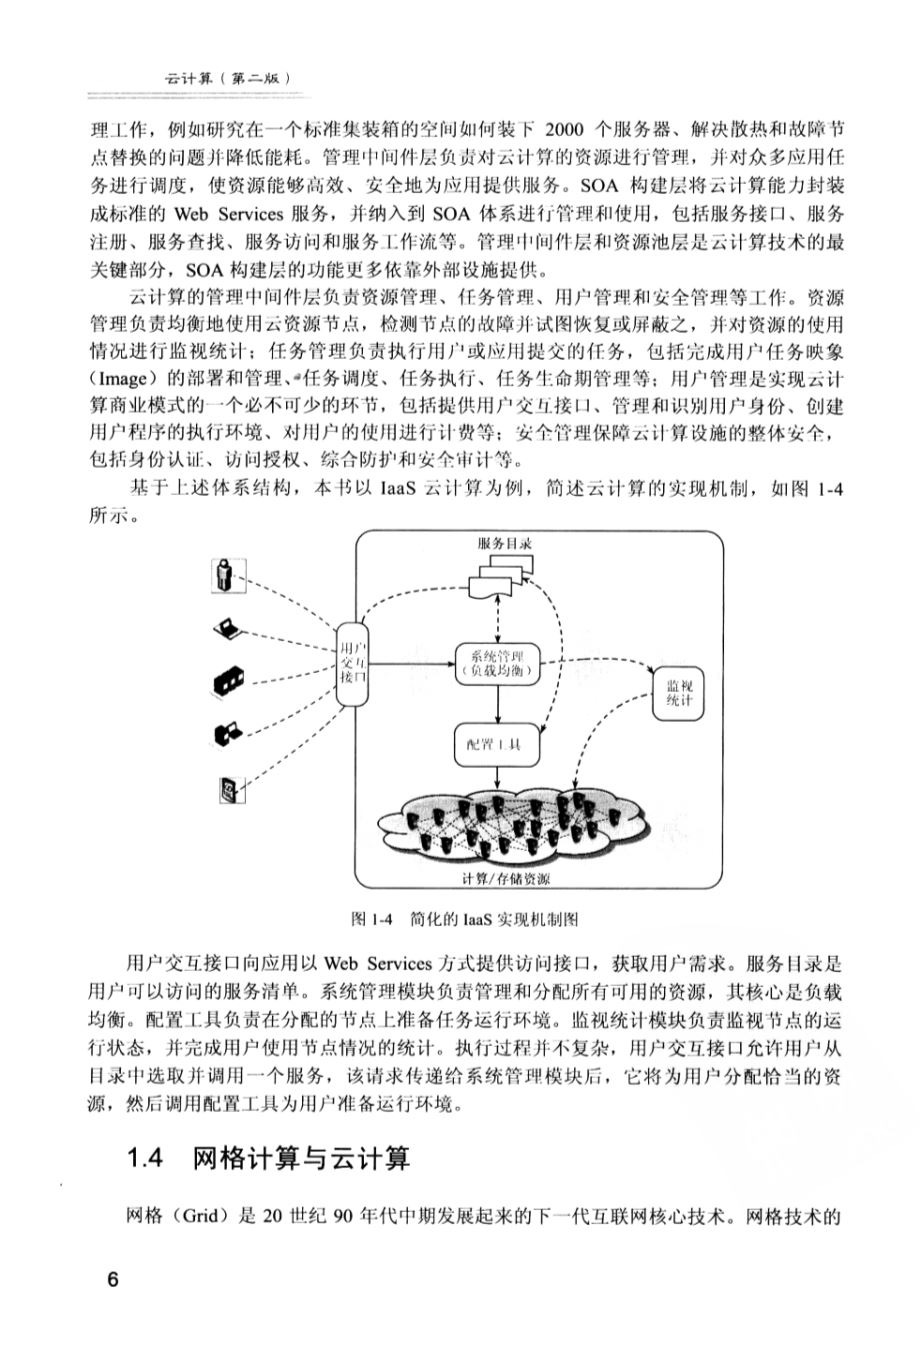 云计算（第二版）
理工作，例如研究在一个标准集装箱的空间如何装下 2000 个服务器、解决散热和故障节
点替换的问题并降低能耗。管理中间件层负责对云计算的资源进行管理，并对众多应用任
务进行调度，使资源能够高效、安全地为应用提供服务。SOA 构建层将云计算能力封装
成标准的 Web Services 服务，并纳入到 SOA 体系进行管理和使用，包括服务接口、服务
注册、服务查找、服务访问和服务工作流等。管理中间件层和资源池层是云计算技术的最
关键部分，SOA 构建层的功能更多依靠外部设施提供。
云计算的管理中间件层负责资源管理、任务管理、用户管理和安全管理等工作。资源
管理负责均衡地使用云资源节点，检测节点的故障并试图恢复或屏蔽之，并对资源的使用
情况进行监视统计；任务管理负责执行用户或应用提交的任务，包括完成用户任务映象
（Image）的部署和管理、任务调度、任务执行、任务生命期管理等；用户管理是实现云计
算商业模式的一个必不可少的环节，包括提供用户交互接口、管理和识别用户身份、创建
用户程序的执行环境、对用户的使用进行计费等；安全管理保障云计算设施的整体安全，
包括身份认证、访问授权、综合防护和安全审计等。
基于上述体系结构，本书以 IaaS 云计算为例，简述云计算的实现机制，如图 1-4
所示。
服务目录
用户
交互
接口
系统管理
（负载均衡）
监视
统计
配置工具
计算/存储资源
图 1-4 简化的 IaaS 实现机制图
用户交互接口向应用以 Web Services 方式提供访问接口，获取用户需求。服务目录是
用户可以访问的服务清单。系统管理模块负责管理和分配所有可用的资源，其核心是负载
均衡。配置工具负责在分配的节点上准备任务运行环境。监视统计模块负责监视节点的运
行状态，并完成用户使用节点情况的统计。执行过程并不复杂，用户交互接口允许用户从
目录中选取并调用一个服务，该请求传递给系统管理模块后，它将为用户分配恰当的资
源，然后调用配置工具为用户准备运行环境。
1.4 网格计算与云计算
网格（Grid）是 20 世纪 90 年代中期发展起来的下一代互联网核心技术。网格技术的
6